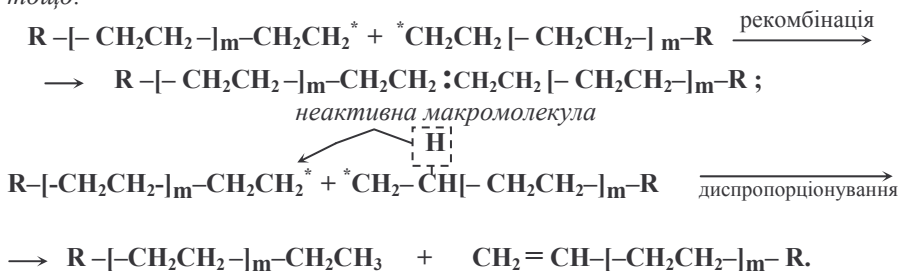 тощо.
R –[– CH₂CH₂ –]ₘ–CH₂CH₂* + *CH₂CH₂ [– CH₂CH₂–] ₘ–R рекомбінація
→ R –[– CH₂CH₂ –]ₘ–CH₂CH₂ : CH₂CH₂ [– CH₂CH₂–]ₘ–R ;
неактивна макромолекула
H
R–[-CH₂CH₂-]ₘ–CH₂CH₂* + *CH₂– CH[– CH₂CH₂–]ₘ–R диспропорціонування
→ R –[–CH₂CH₂ –]ₘ–CH₂CH₃ + CH₂ = CH–[–CH₂CH₂–]ₘ– R.